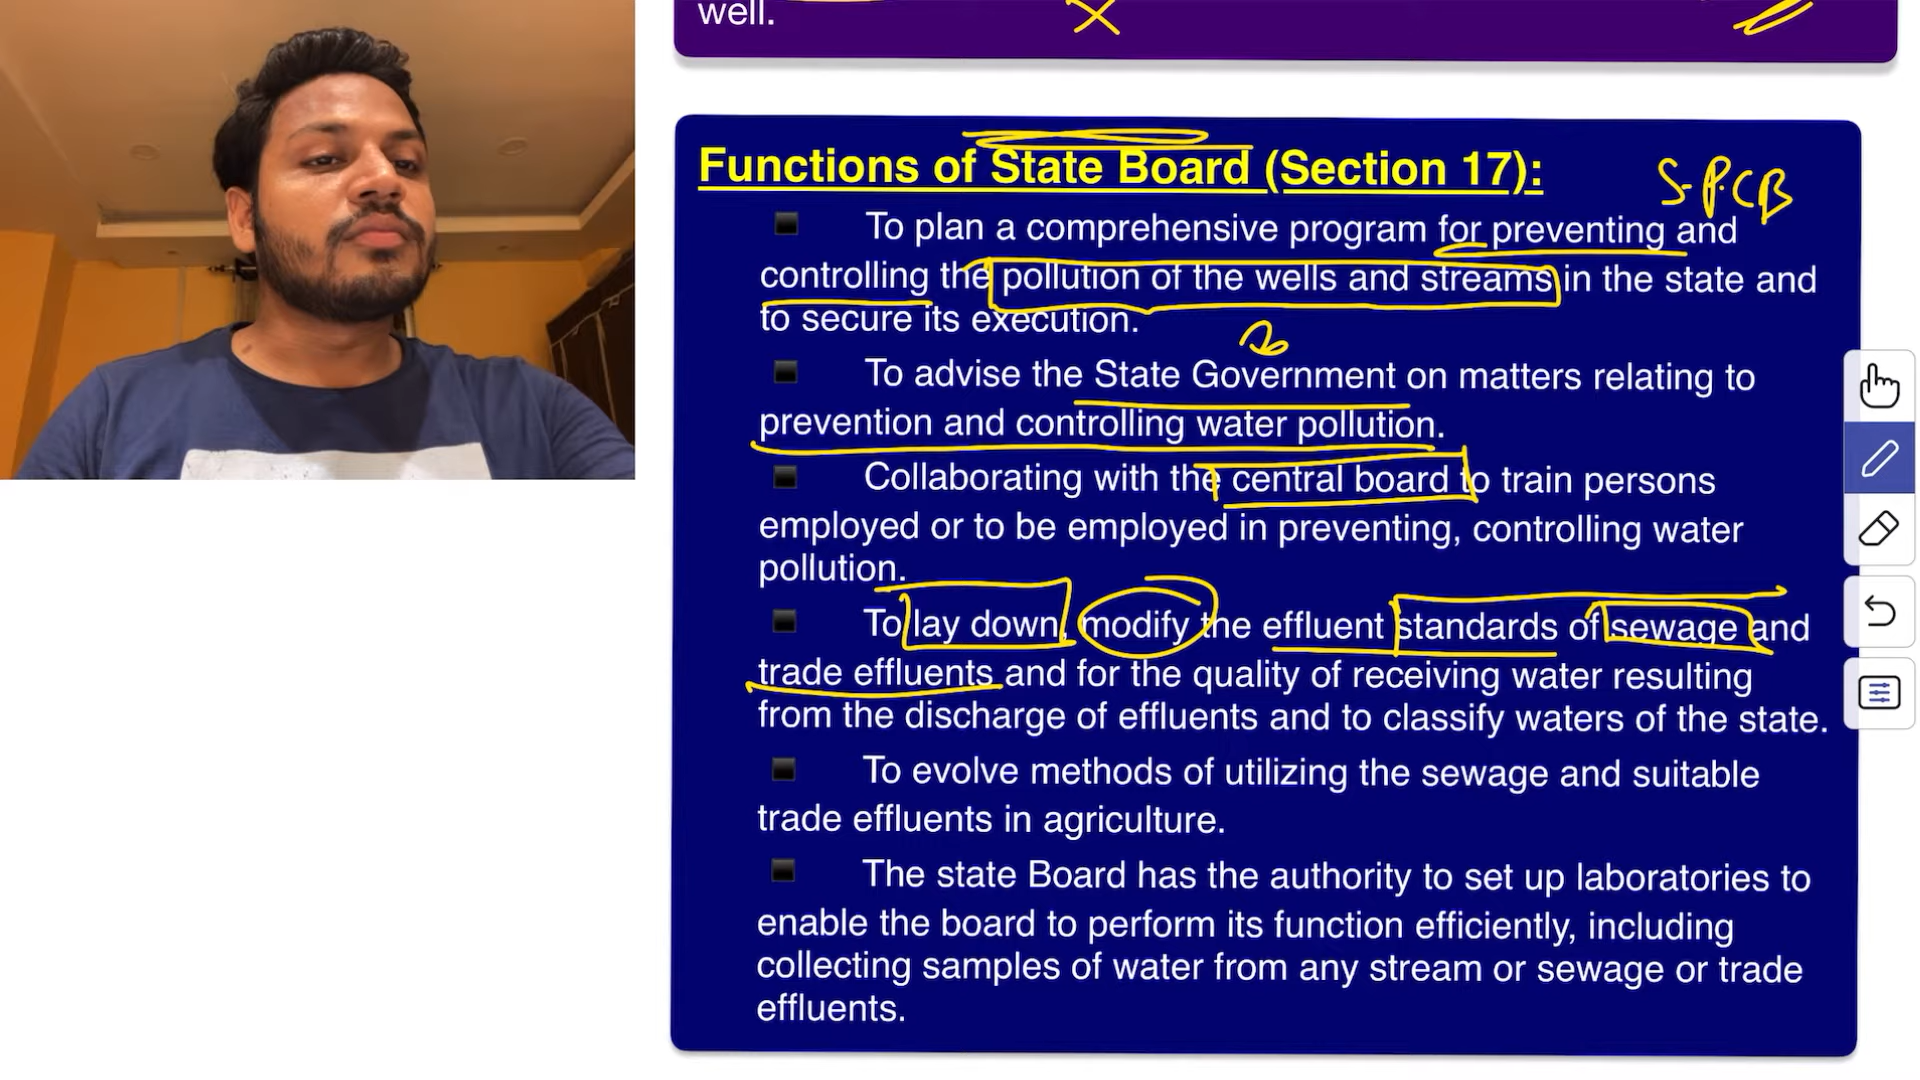 well.
Functions of State Board (Section 17):
S.P.CB
■ To plan a comprehensive program for preventing and
controlling the pollution of the wells and streams in the state and
to secure its execution.
■ To advise the State Government on matters relating to
prevention and controlling water pollution.
■ Collaborating with the central board to train persons
employed or to be employed in preventing, controlling water
pollution.
■ To lay down, modify the effluent standards of sewage and
trade effluents and for the quality of receiving water resulting
from the discharge of effluents and to classify waters of the state.
■ To evolve methods of utilizing the sewage and suitable
trade effluents in agriculture.
■ The state Board has the authority to set up laboratories to
enable the board to perform its function efficiently, including
collecting samples of water from any stream or sewage or trade
effluents.